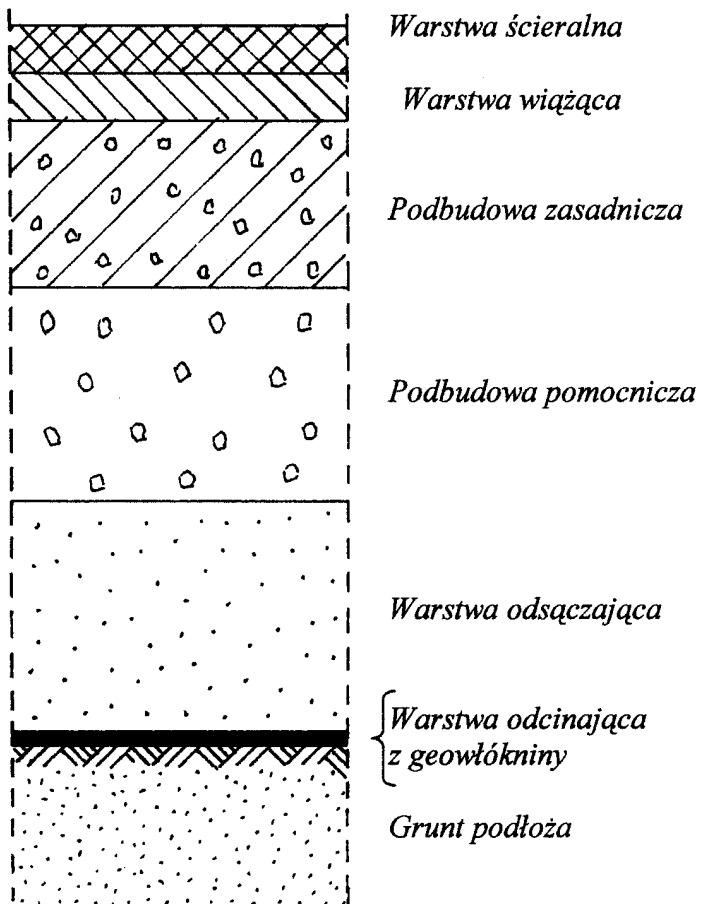 Warstwa ścieralna
Warstwa wiążąca
Podbudowa zasadnicza
Podbudowa pomocnicza
Warstwa odsączająca
Warstwa odcinająca
z geowłókniny
Grunt podłoża